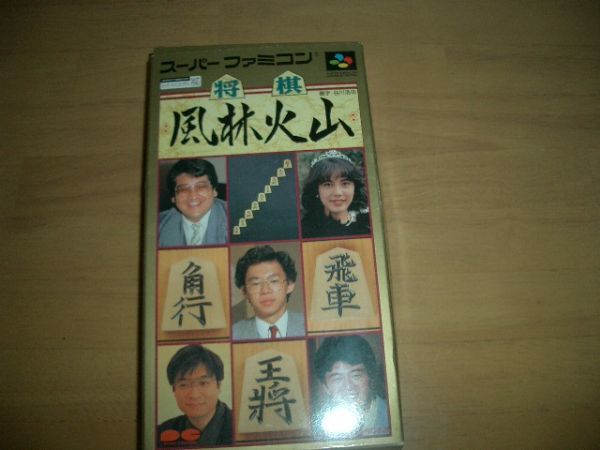 スーパーファミコン
将棋
風林火山
角行
飛車
王將